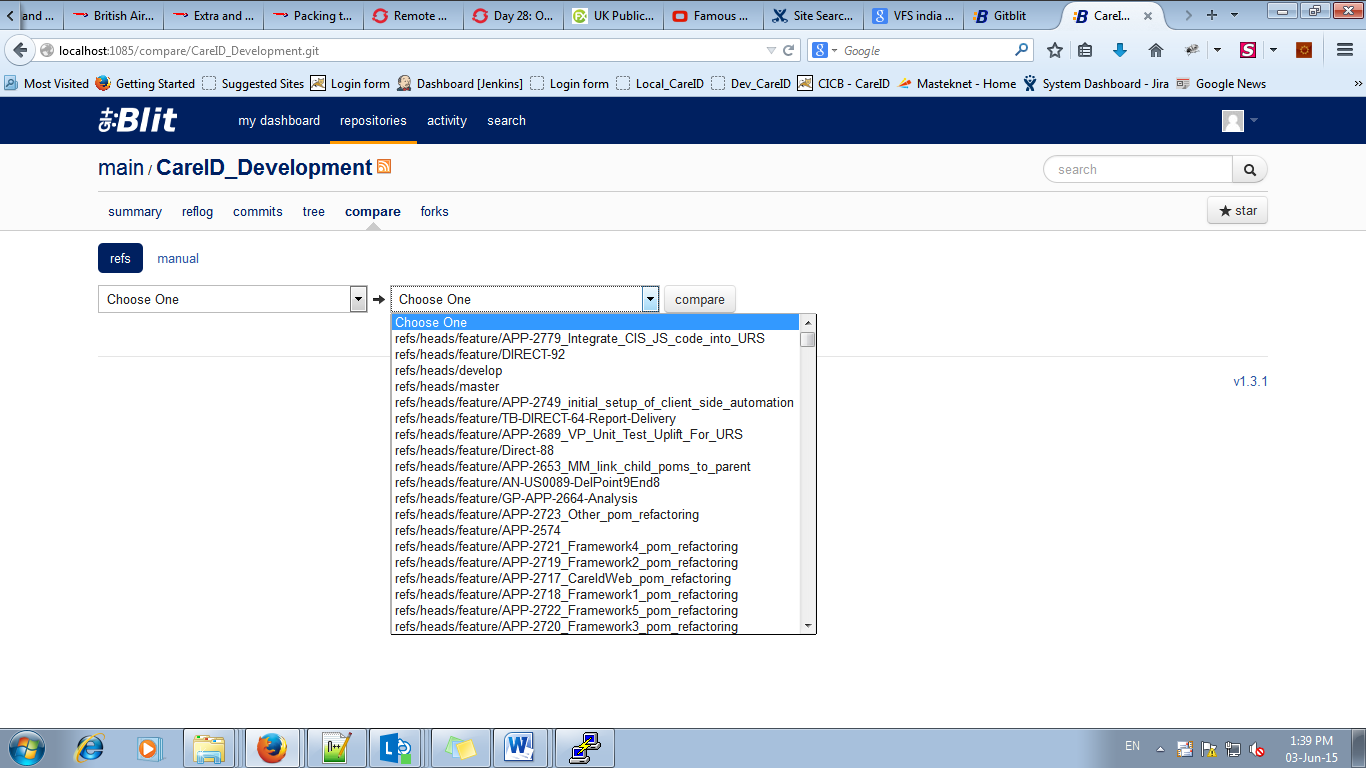 and ... British Air... Extra and ... Packing t... Remote ... Day 28: O... UK Public... Famous ... Site Searc... VFS india ... Gitblit CareI...
localhost:1085/compare/CareID_Development.git Google
Most Visited Getting Started Suggested Sites Login form Dashboard [Jenkins] Login form Local_CareID Dev_CareID CICB - CareID Masteknet - Home System Dashboard - Jira Google News »
git Blit my dashboard repositories activity search
main / CareID_Development search
summary reflog commits tree compare forks star
refs manual
Choose One Choose One compare
Choose One
refs/heads/feature/APP-2779_Integrate_CIS_JS_code_into_URS
refs/heads/feature/DIRECT-92
refs/heads/develop
refs/heads/master
refs/heads/feature/APP-2749_initial_setup_of_client_side_automation
refs/heads/feature/TB-DIRECT-64-Report-Delivery
refs/heads/feature/APP-2689_VP_Unit_Test_Uplift_For_URS
refs/heads/feature/Direct-88
refs/heads/feature/APP-2653_MM_link_child_poms_to_parent
refs/heads/feature/AN-US0089-DelPoint9End8
refs/heads/feature/GP-APP-2664-Analysis
refs/heads/feature/APP-2723_Other_pom_refactoring
refs/heads/feature/APP-2574
refs/heads/feature/APP-2721_Framework4_pom_refactoring
refs/heads/feature/APP-2719_Framework2_pom_refactoring
refs/heads/feature/APP-2717_CareIdWeb_pom_refactoring
refs/heads/feature/APP-2718_Framework1_pom_refactoring
refs/heads/feature/APP-2722_Framework5_pom_refactoring
refs/heads/feature/APP-2720_Framework3_pom_refactoring
v1.3.1
EN 1:39 PM
03-Jun-15